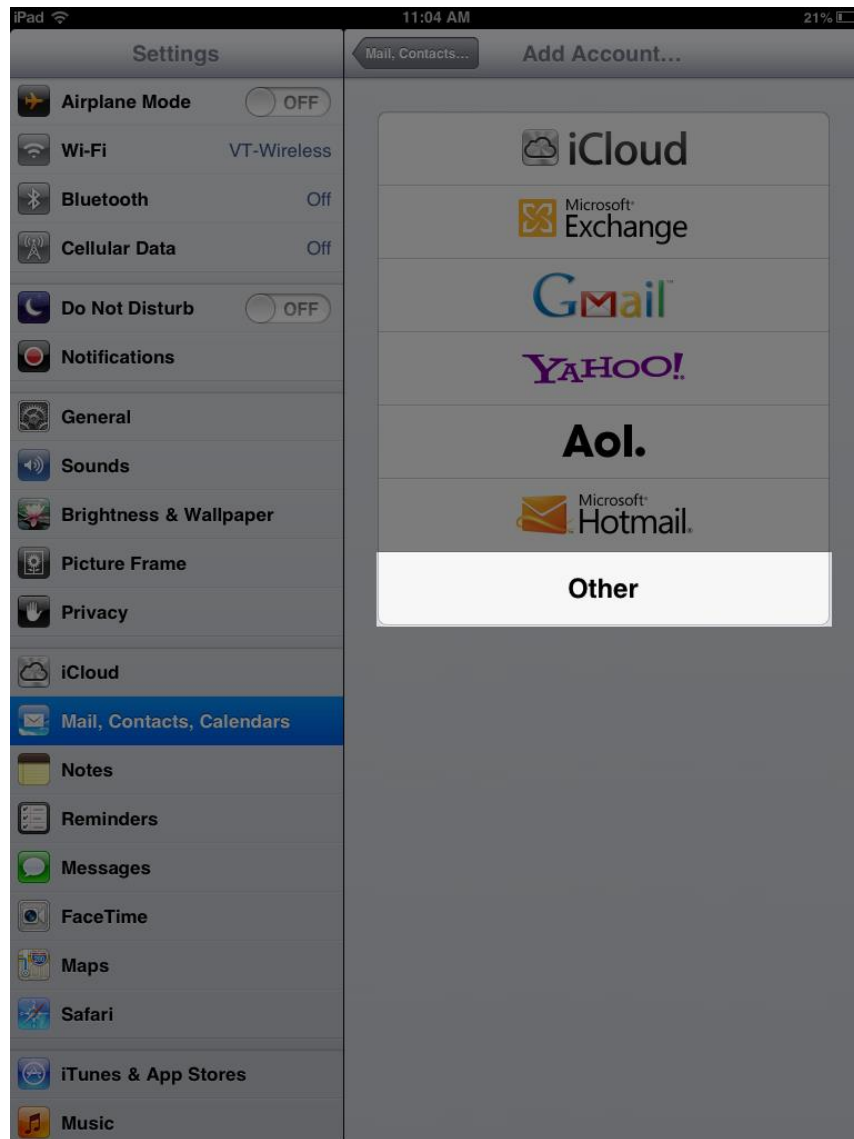 iPad 11:04 AM 21%
Settings
Mail, Contacts... Add Account...
Airplane Mode OFF
Wi-Fi VT-Wireless
Bluetooth Off
Cellular Data Off
Do Not Disturb OFF
Notifications
General
Sounds
Brightness & Wallpaper
Picture Frame
Privacy
iCloud
Mail, Contacts, Calendars
Notes
Reminders
Messages
FaceTime
Maps
Safari
iTunes & App Stores
Music
iCloud
Microsoft
Exchange
Gmail
YAHOO!
Aol.
Microsoft
Hotmail
Other